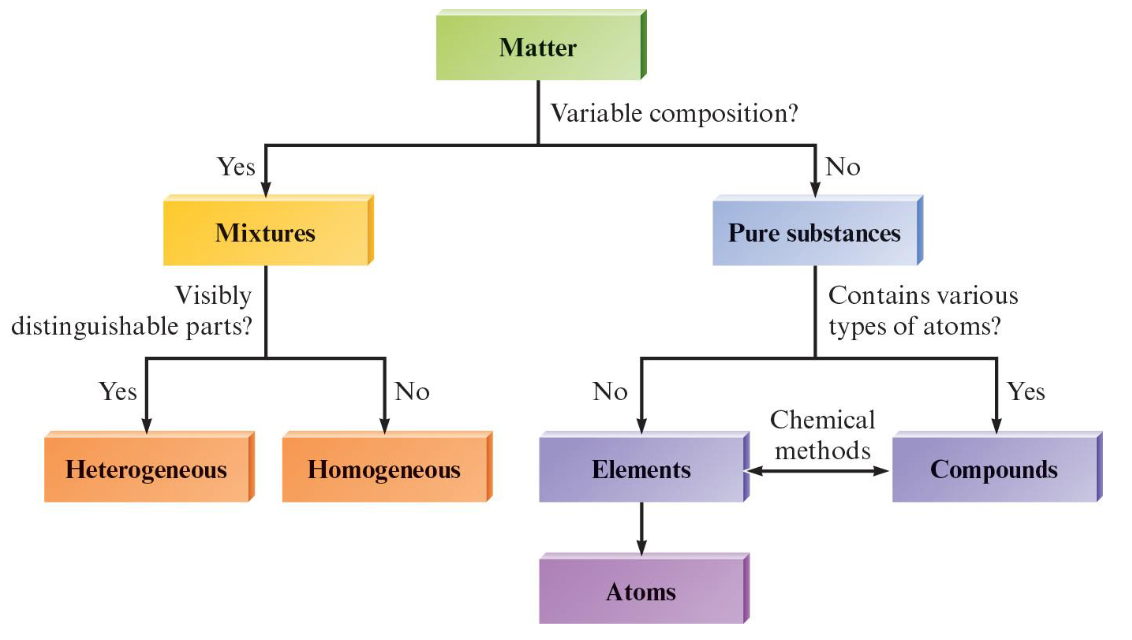 Matter
Variable composition?
Yes
No
Mixtures
Pure substances
Visibly
distinguishable parts?
Contains various
types of atoms?
Yes
No
No
Yes
Chemical
methods
Heterogeneous
Homogeneous
Elements
Compounds
Atoms